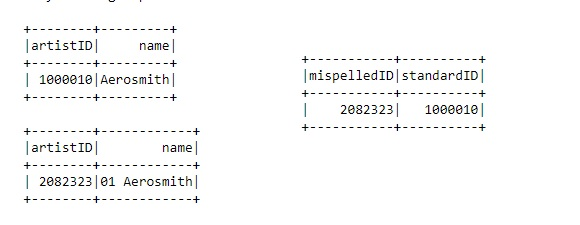 +--------+---------+
|artistID|     name|
+--------+---------+
| 1000010|Aerosmith|
+--------+---------+
+--------+------------+
|artistID|        name|
+--------+------------+
| 2082323|01 Aerosmith|
+--------+------------+
+-----------+----------+
|mispelledID|standardID|
+-----------+----------+
|    2082323|   1000010|
+-----------+----------+